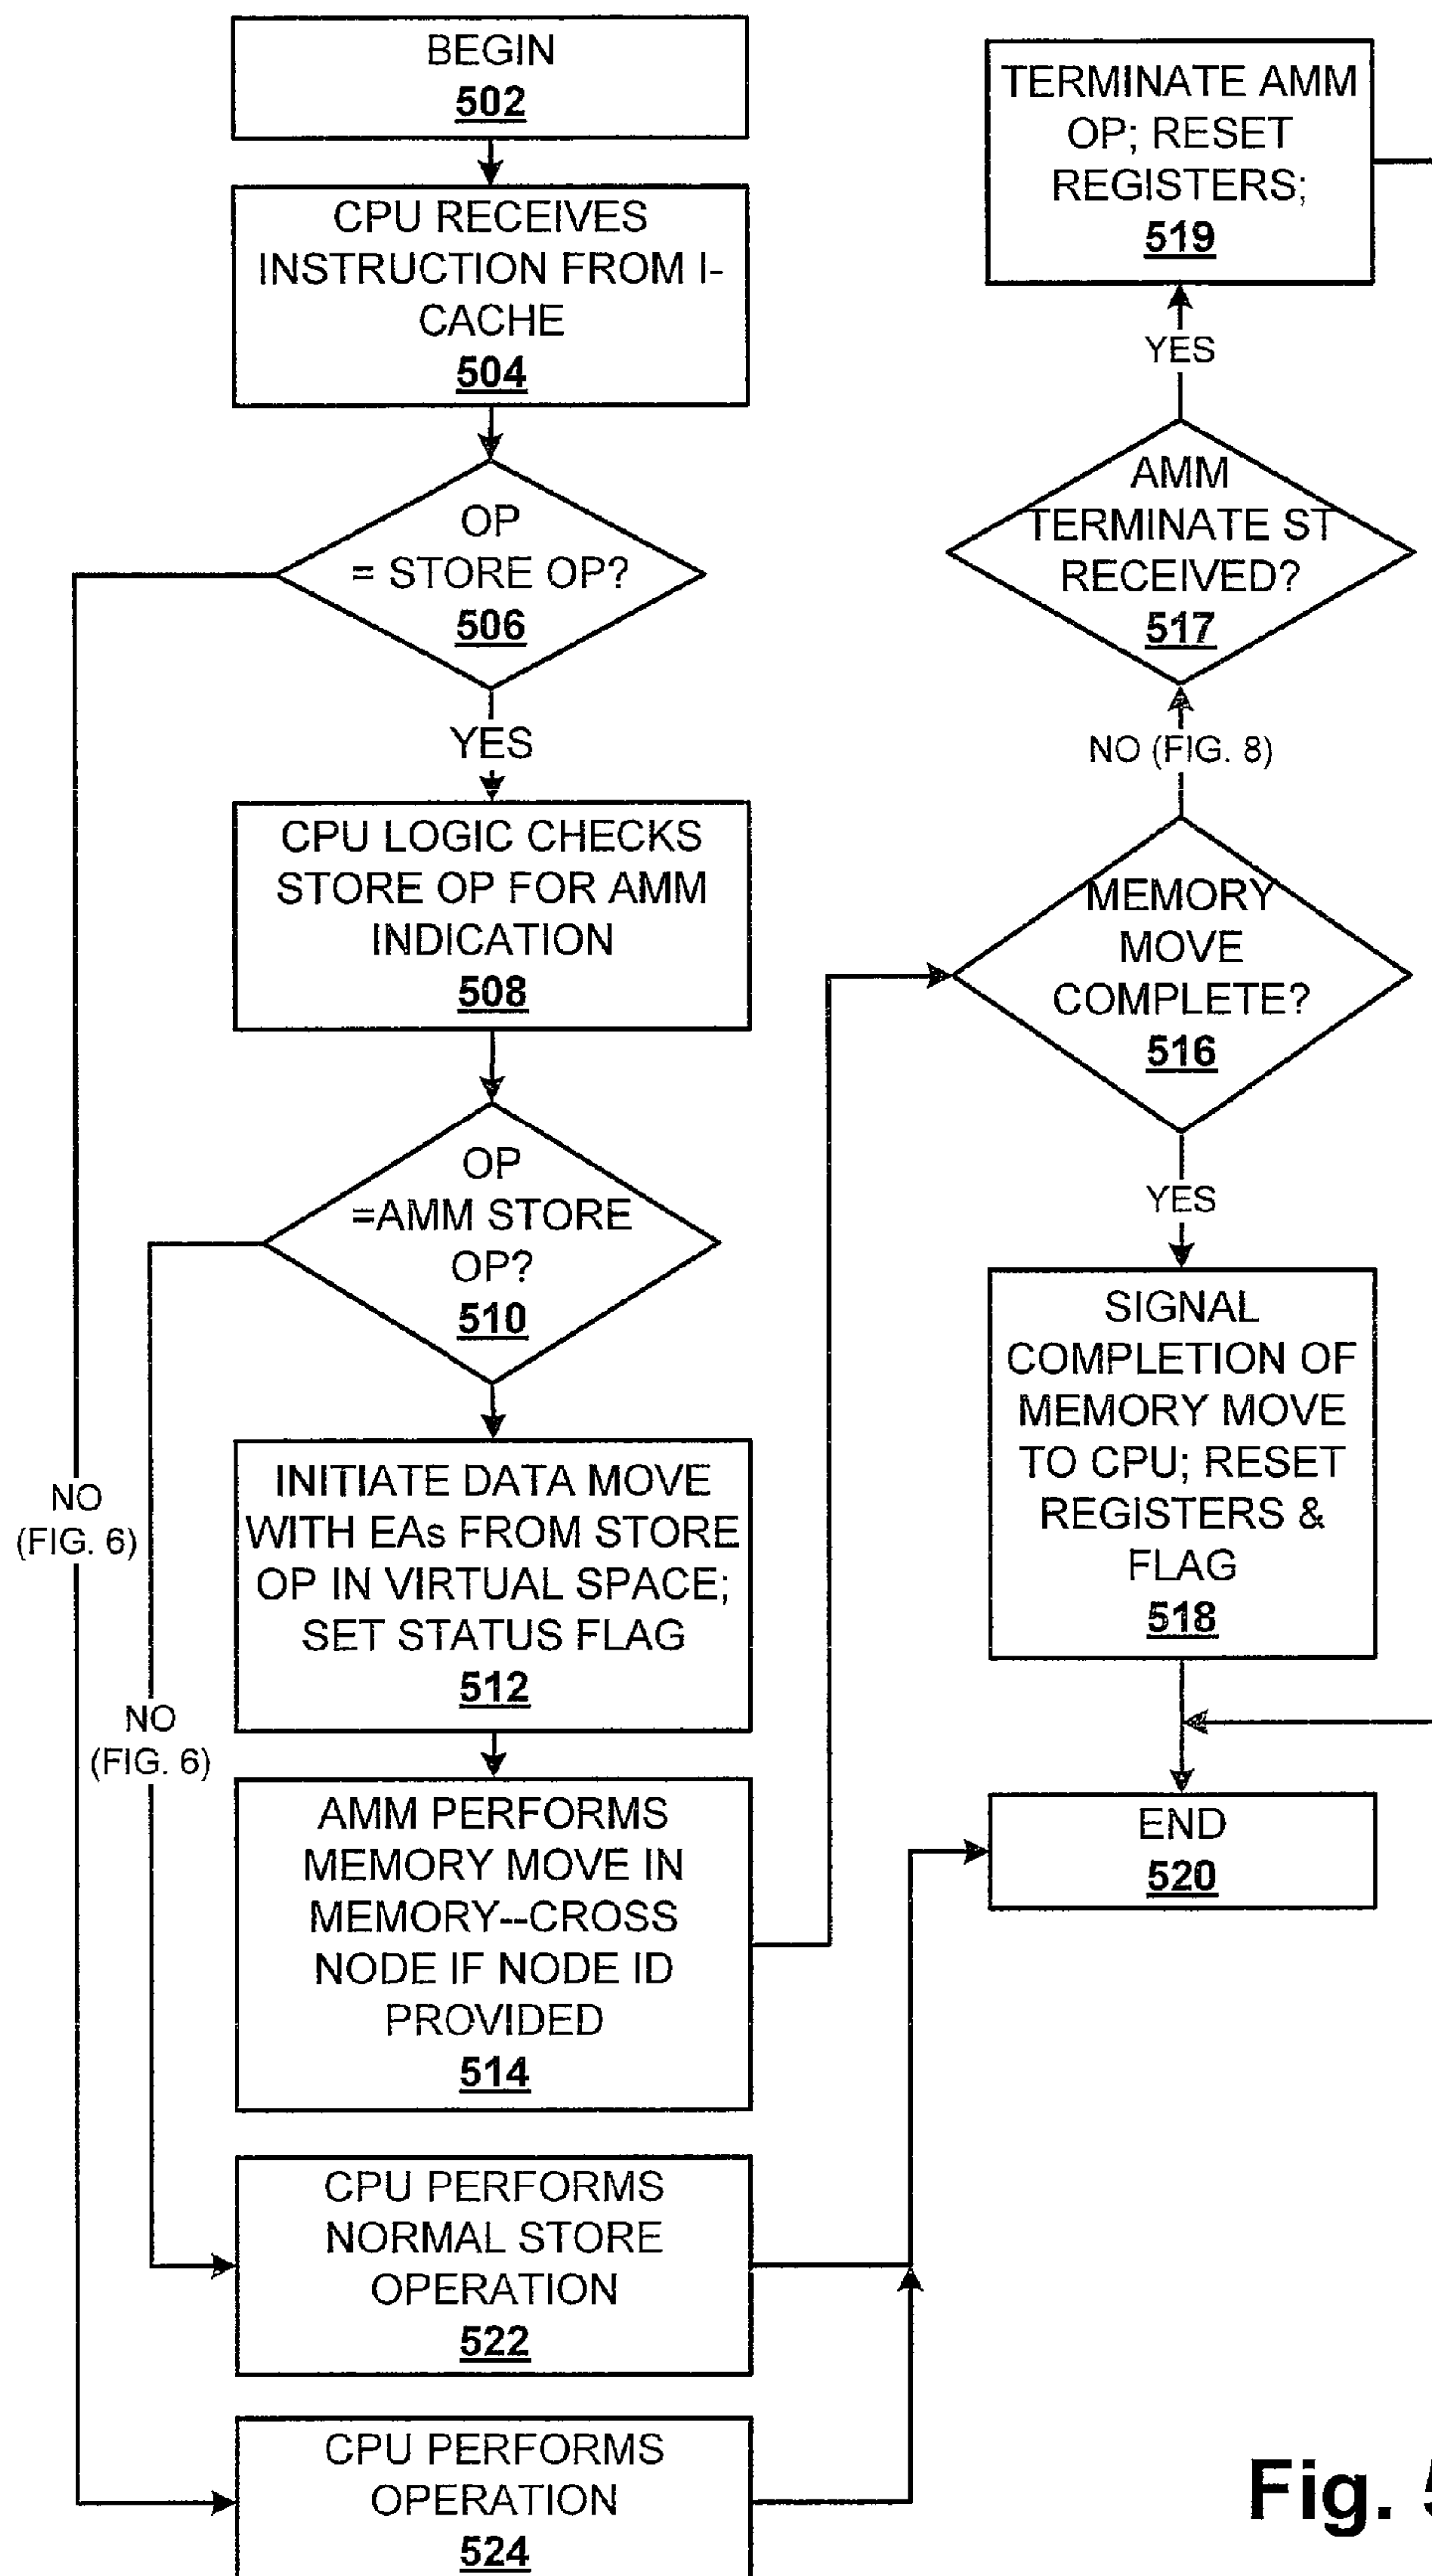 BEGIN
502
CPU RECEIVES
INSTRUCTION FROM I-
CACHE
504
OP
= STORE OP?
506
YES
CPU LOGIC CHECKS
STORE OP FOR AMM
INDICATION
508
OP
=AMM STORE
OP?
510
INITIATE DATA MOVE
WITH EAs FROM STORE
OP IN VIRTUAL SPACE;
SET STATUS FLAG
512
NO
(FIG. 6)
NO
(FIG. 6)
AMM PERFORMS
MEMORY MOVE IN
MEMORY--CROSS
NODE IF NODE ID
PROVIDED
514
CPU PERFORMS
NORMAL STORE
OPERATION
522
CPU PERFORMS
OPERATION
524
TERMINATE AMM
OP; RESET
REGISTERS;
519
YES
AMM
TERMINATE ST
RECEIVED?
517
NO (FIG. 8)
MEMORY
MOVE
COMPLETE?
516
YES
SIGNAL
COMPLETION OF
MEMORY MOVE
TO CPU; RESET
REGISTERS &
FLAG
518
END
520
Fig. 5